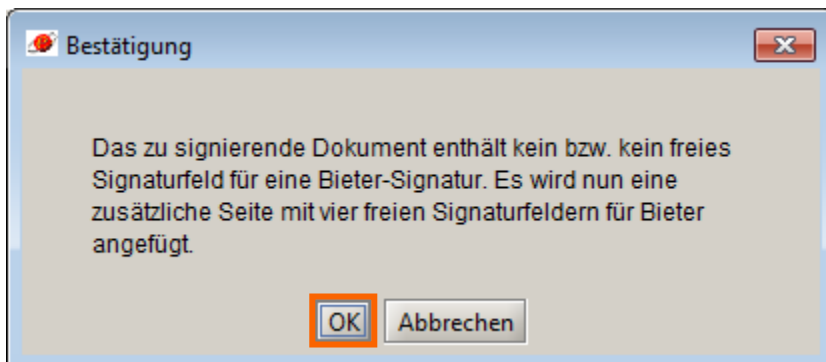 Bestätigung
Das zu signierende Dokument enthält kein bzw. kein freies
Signaturfeld für eine Bieter-Signatur. Es wird nun eine
zusätzliche Seite mit vier freien Signaturfeldern für Bieter
angefügt.
OK Abbrechen